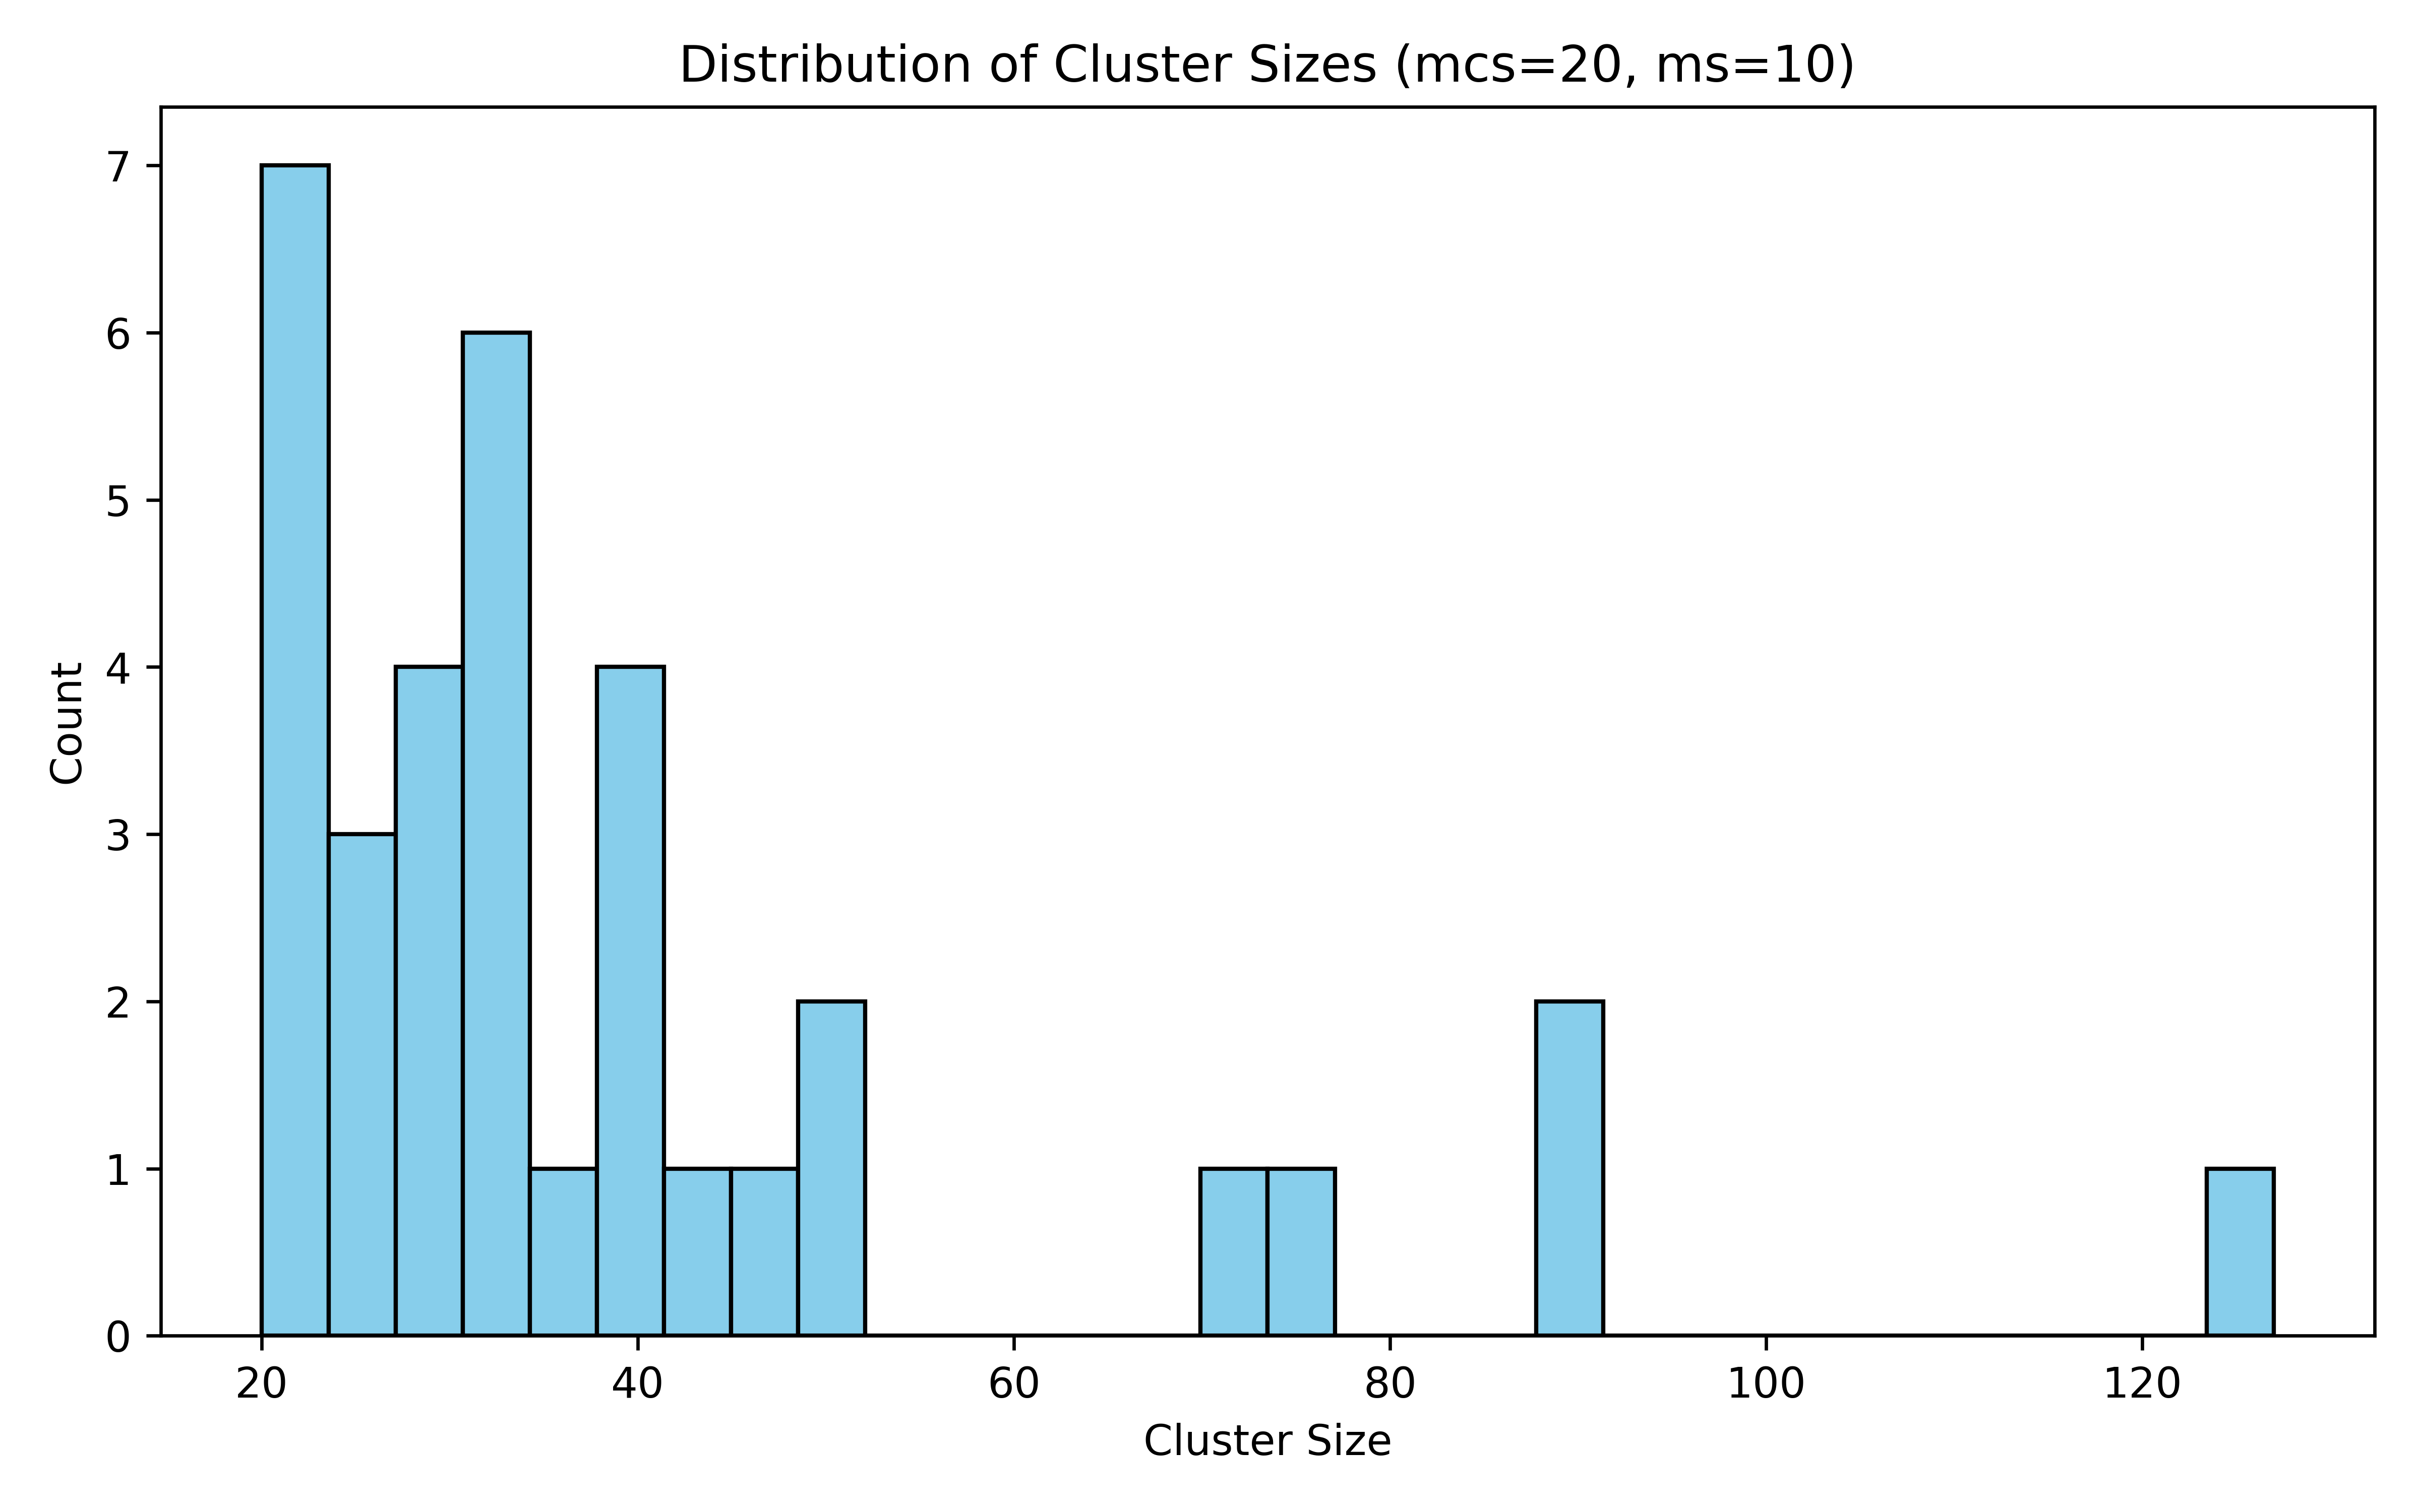 Distribution of Cluster Sizes (mcs=20, ms=10)
7
6
5
4
3
2
1
0
Count
20 40 60 80 100 120
Cluster Size